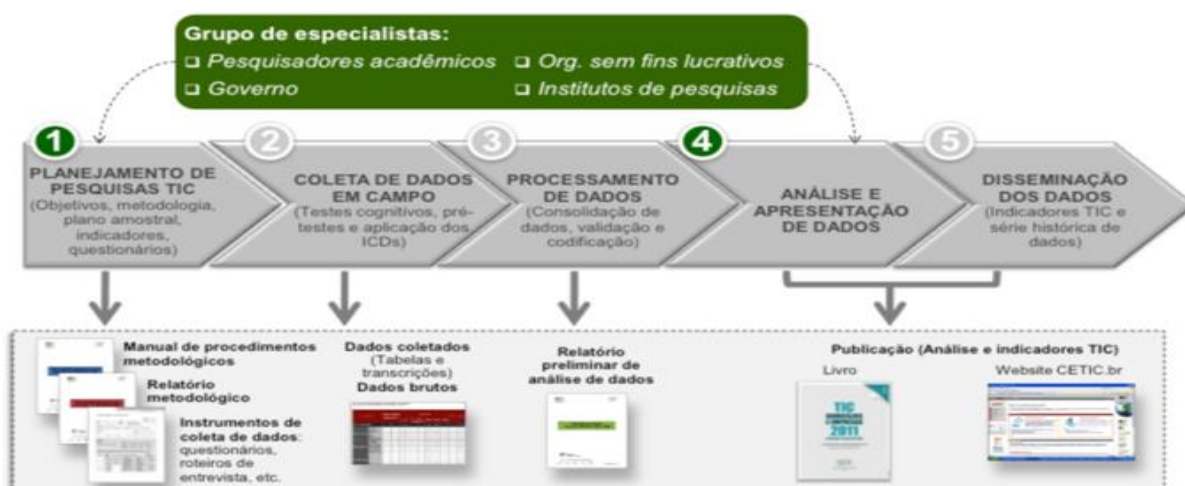 Grupo de especialistas:
❑ Pesquisadores acadêmicos ❑ Org. sem fins lucrativos
❑ Governo ❑ Institutos de pesquisas
1
PLANEJAMENTO DE
PESQUISAS TIC
(Objetivos, metodologia,
plano amostral,
indicadores,
questionários)
2
COLETA DE DADOS
EM CAMPO
(Testes cognitivos, pré-
testes e aplicação dos
ICDs)
3
PROCESSAMENTO
DE DADOS
(Consolidação de
dados, validação e
codificação)
4
ANÁLISE E
APRESENTAÇÃO
DE DADOS
5
DISSEMINAÇÃO
DOS DADOS
(Indicadores TIC e
série histórica de
dados)
Manual de procedimentos
metodológicos
Relatório
metodológico
Instrumentos de
coleta de dados:
questionários,
roteiros de
entrevista, etc.
Dados coletados
(Tabelas e
transcrições)
Dados brutos
Relatório
preliminar de
análise de dados
Publicação (Análise e indicadores TIC)
Livro
TIC
2011
Website CETIC.br